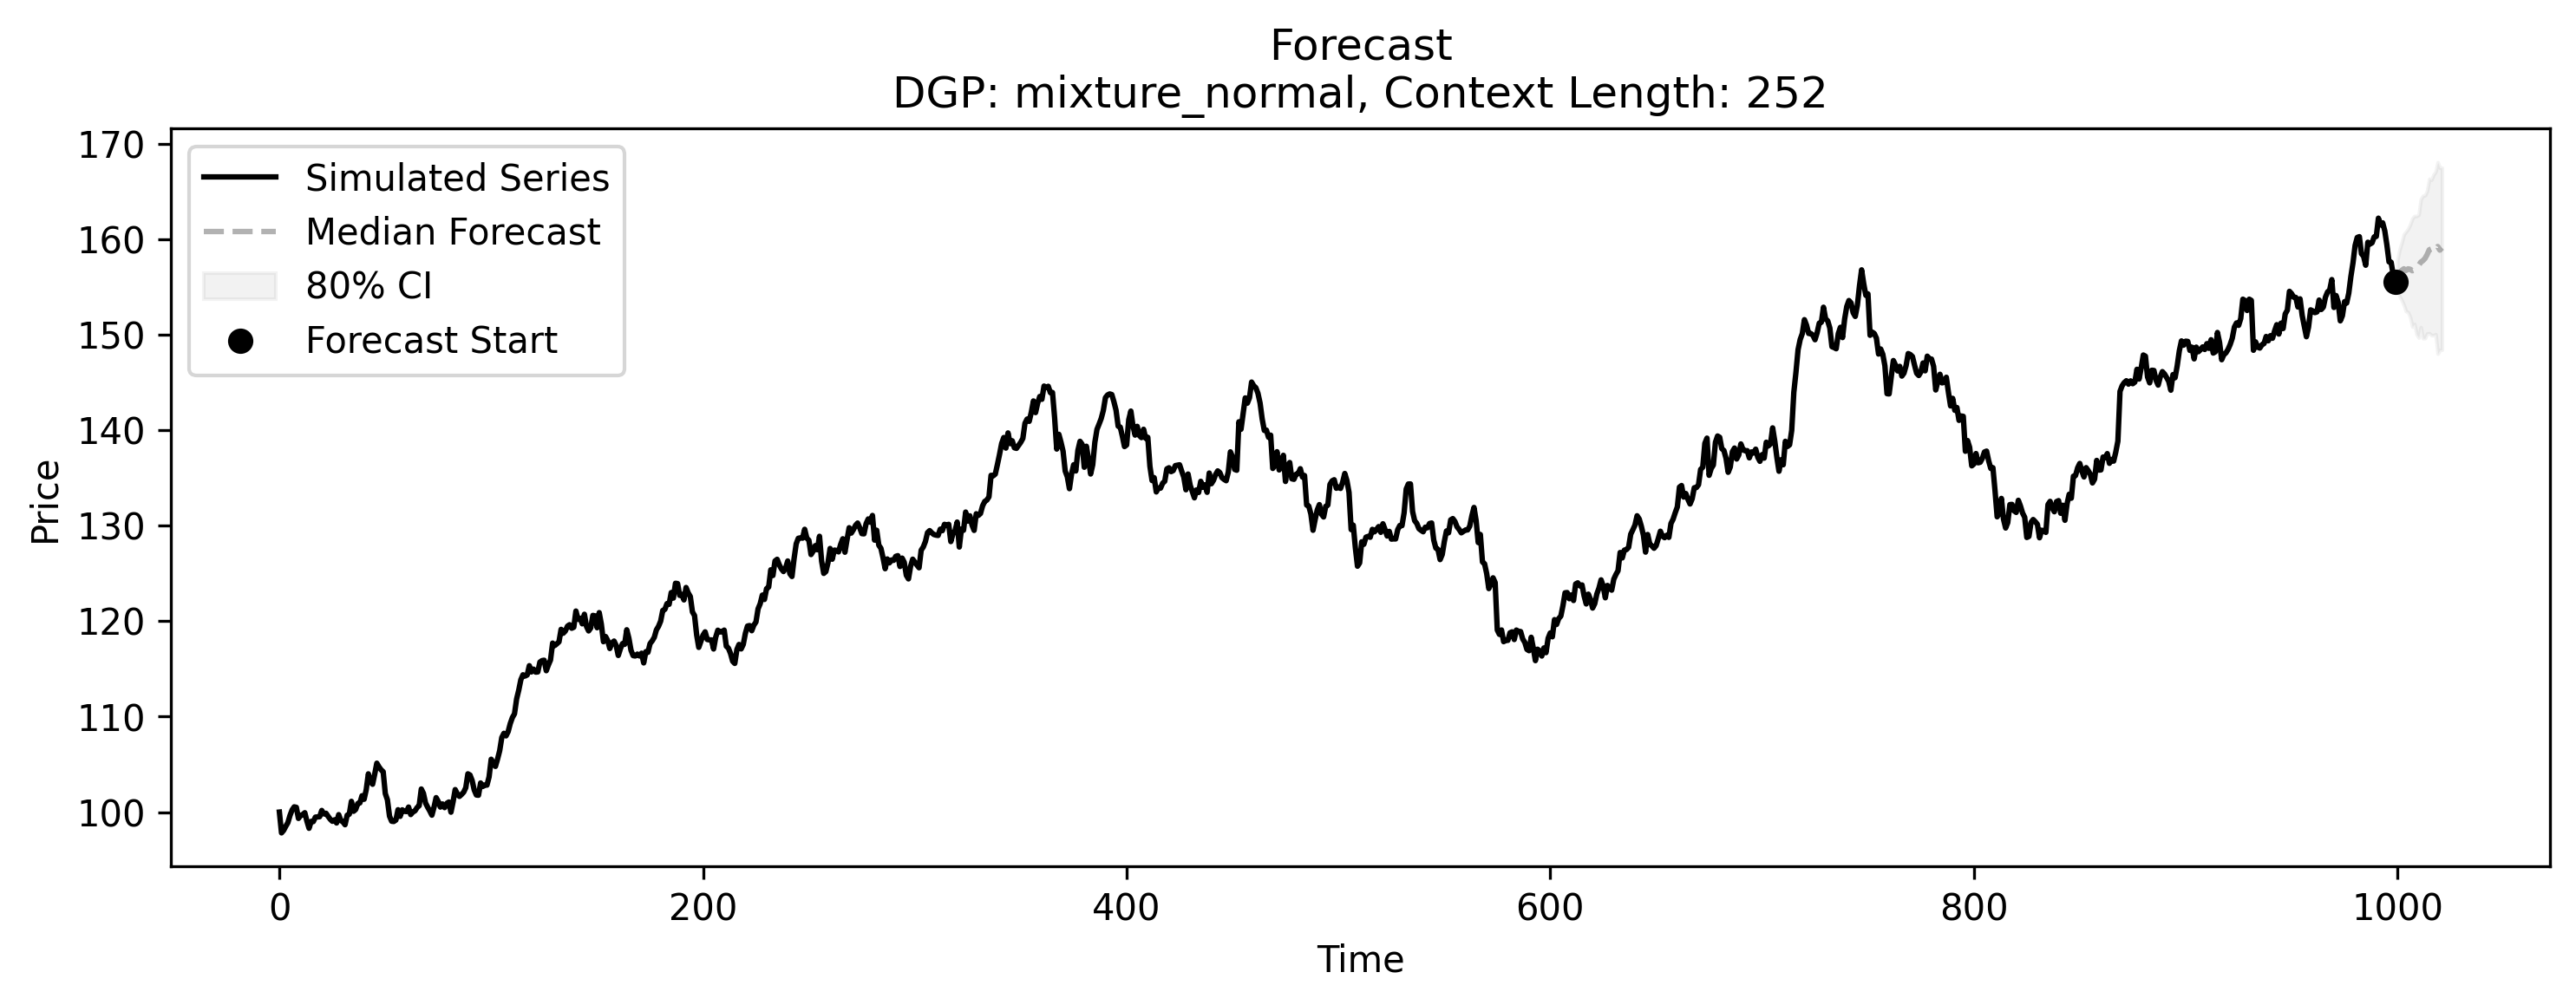 Forecast
DGP: mixture_normal, Context Length: 252
Simulated Series
Median Forecast
80% CI
Forecast Start
Price
170
160
150
140
130
120
110
100
0 200 400 600 800 1000
Time